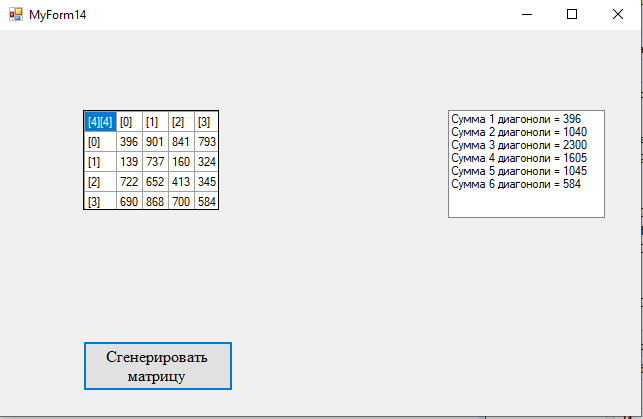 MyForm14
[4][4] [0] [1] [2] [3]
[0] 396 901 841 793
[1] 139 737 160 324
[2] 722 652 413 345
[3] 690 868 700 584
Сумма 1 диагоноли = 396
Сумма 2 диагоноли = 1040
Сумма 3 диагоноли = 2300
Сумма 4 диагоноли = 1605
Сумма 5 диагоноли = 1045
Сумма 6 диагоноли = 584
Сгенерировать
матрицу